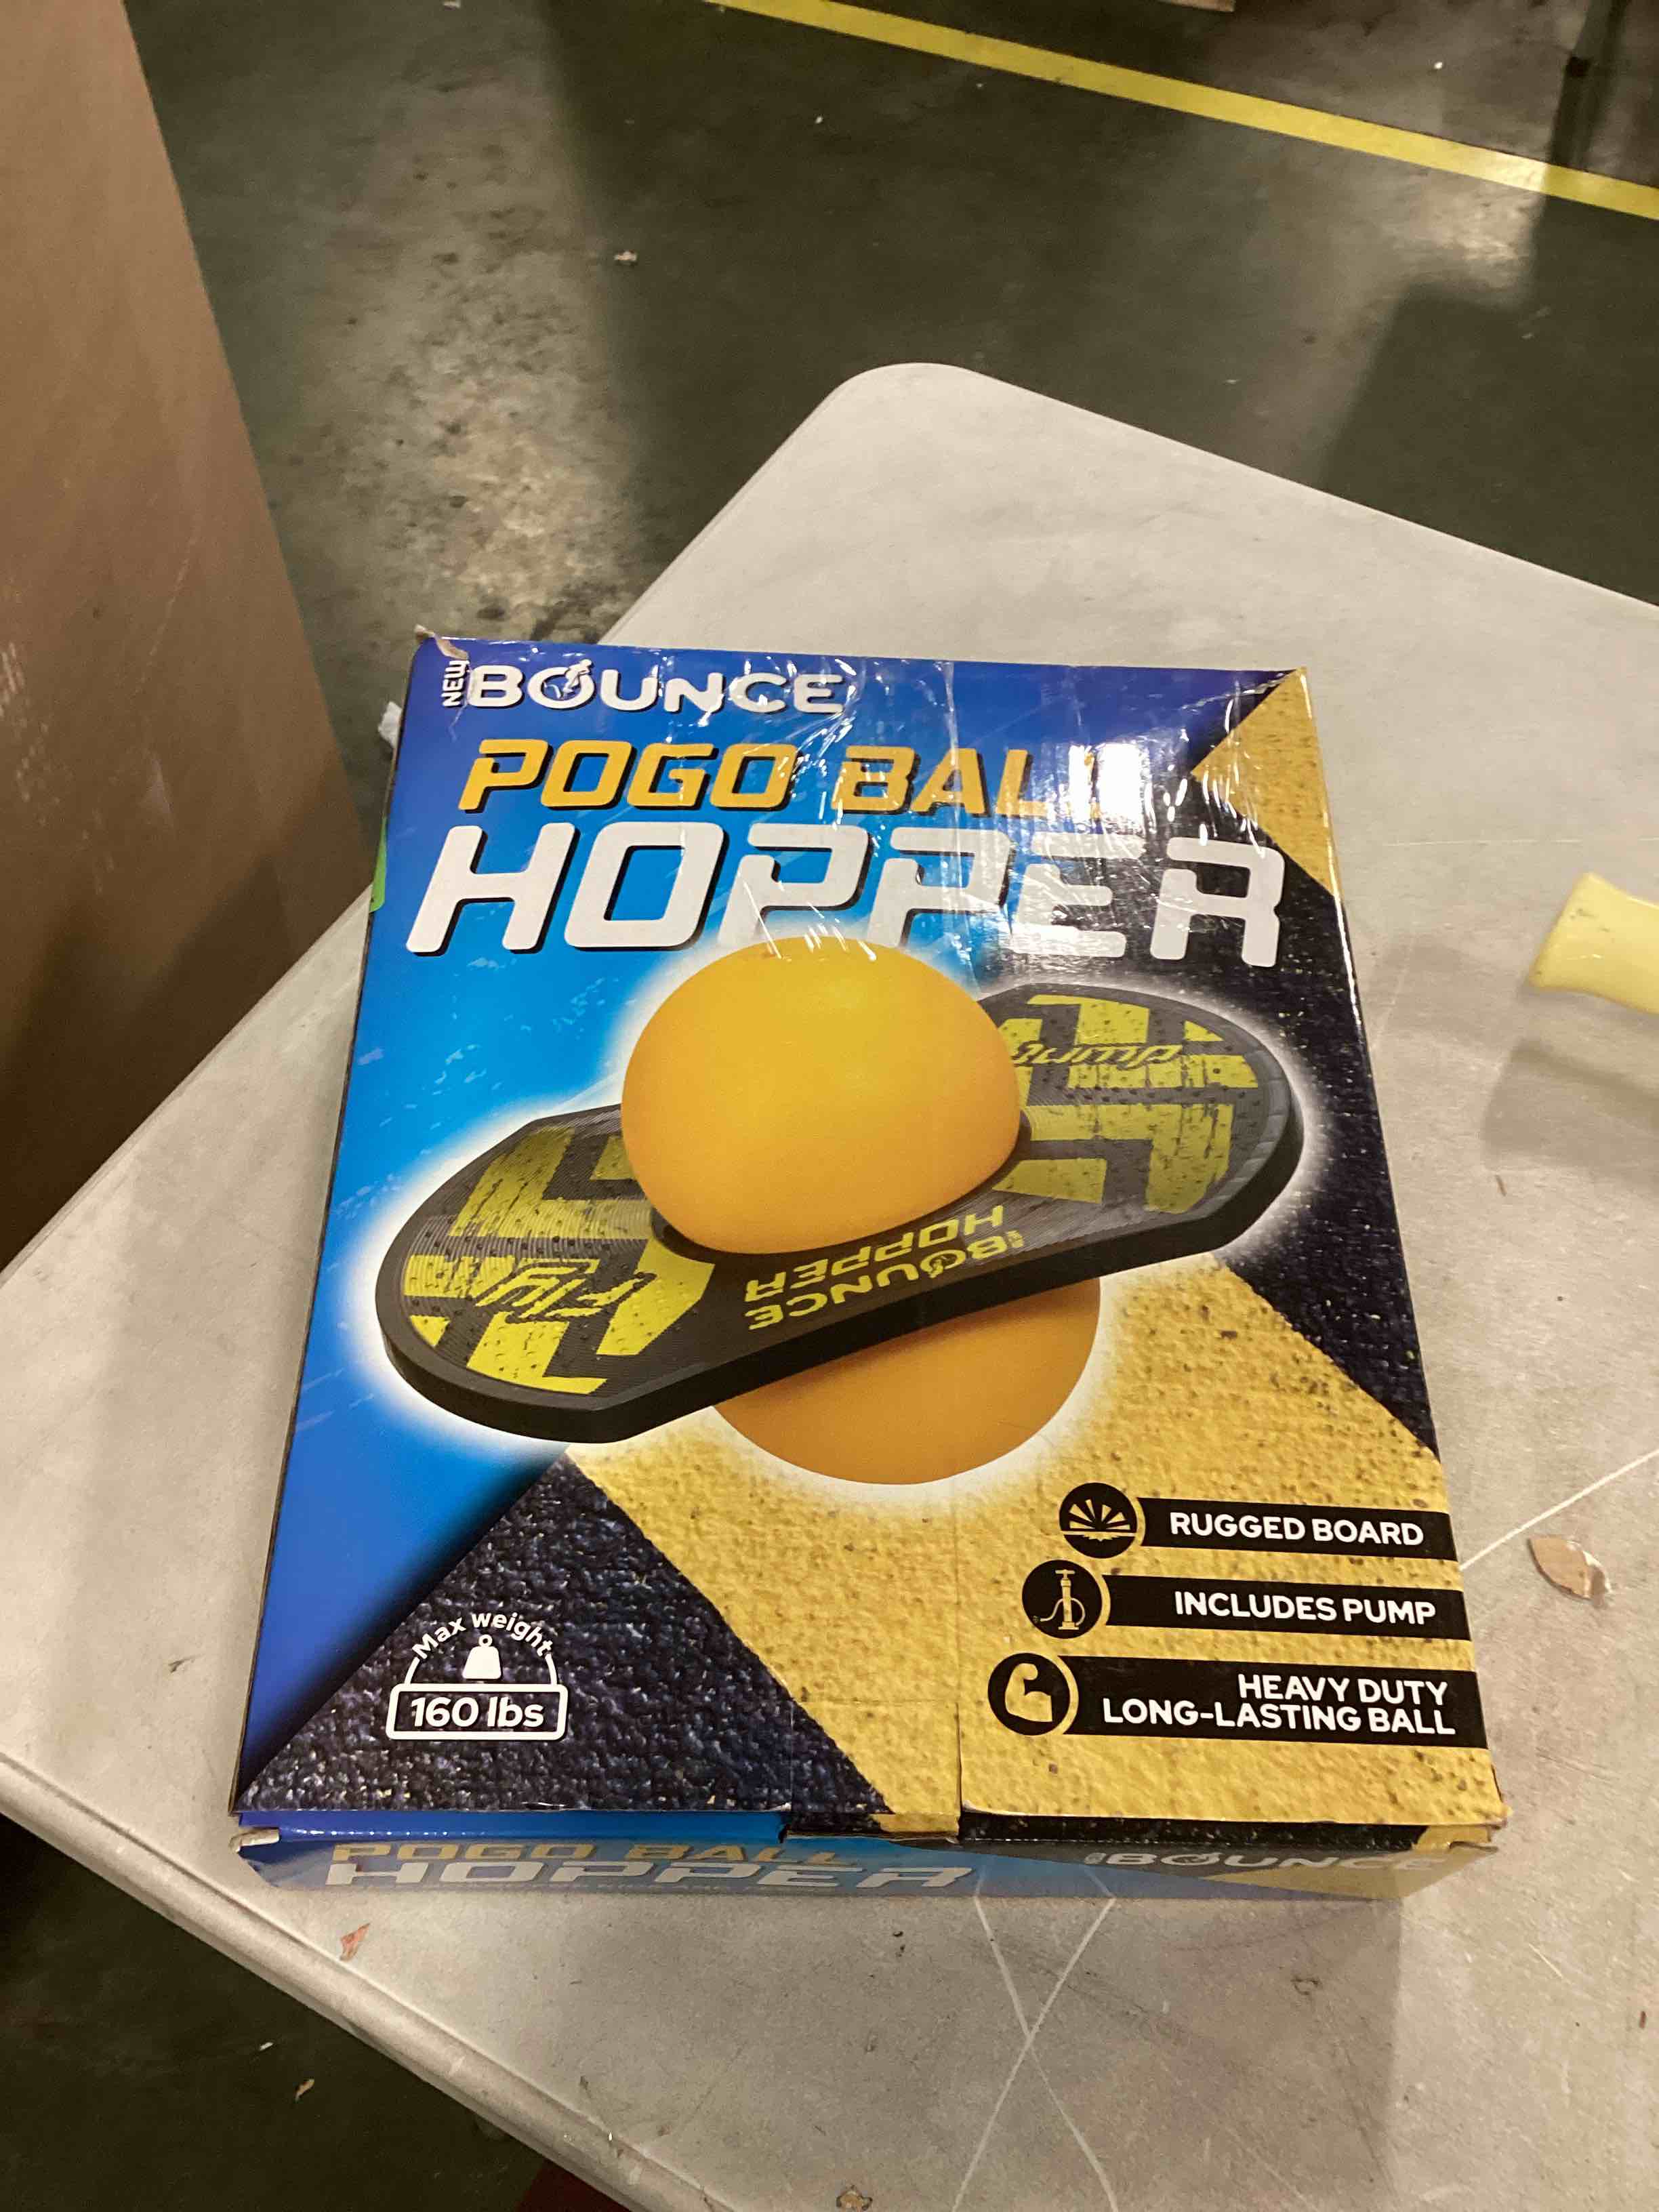 NEW BOUNCE
POGO BALL
HOPPER
Jump
Fly
HOPPER
BOUNCE
RUGGED BOARD
INCLUDES PUMP
HEAVY DUTY
LONG-LASTING BALL
Max weight
160 lbs
POGO BALL
HOPPER
BOUNCE